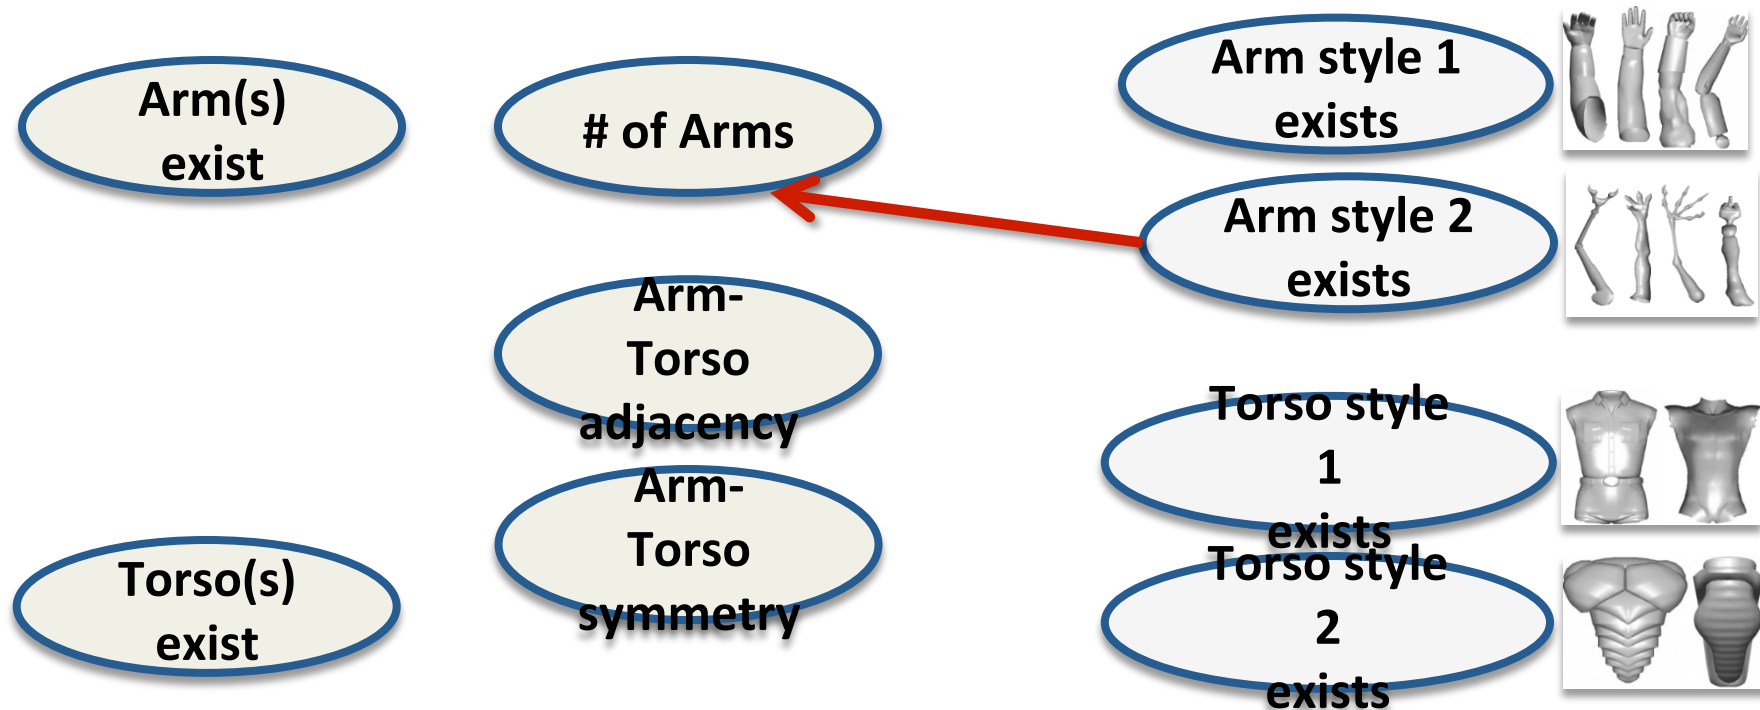 Arm(s)
exist
# of Arms
Arm style 1
exists
Arm style 2
exists
Arm-
Torso
adjacency
Torso style
1
exists
Arm-
Torso
symmetry
Torso(s)
exist
Torso style
2
exists